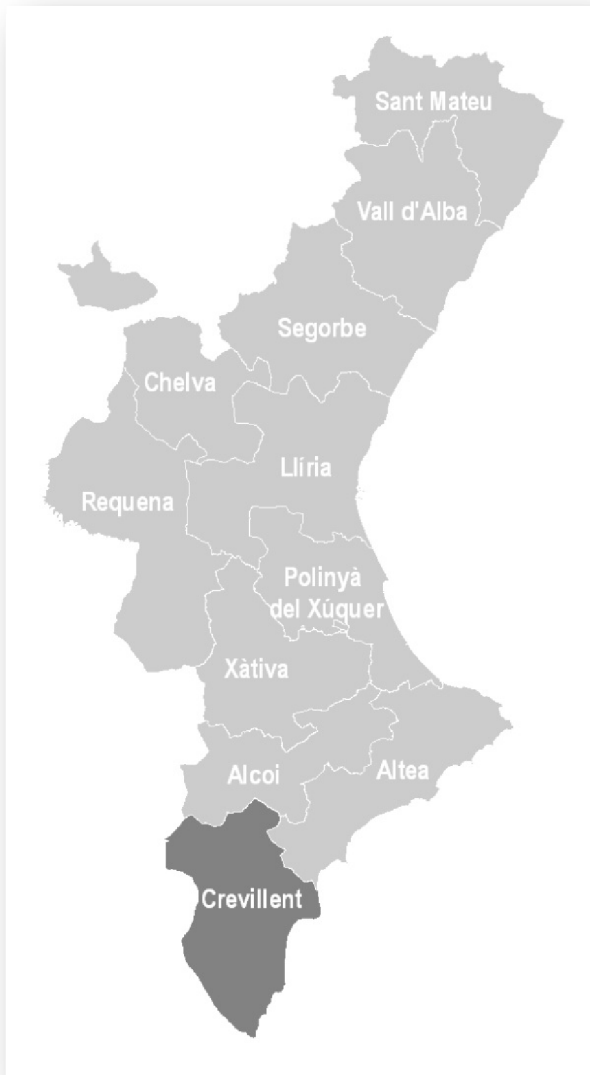 Sant Mateu
Vall d'Alba
Segorbe
Chelva
Llíria
Requena
Polinyà
del Xúquer
Xàtiva
Alcoi
Altea
Crevillent